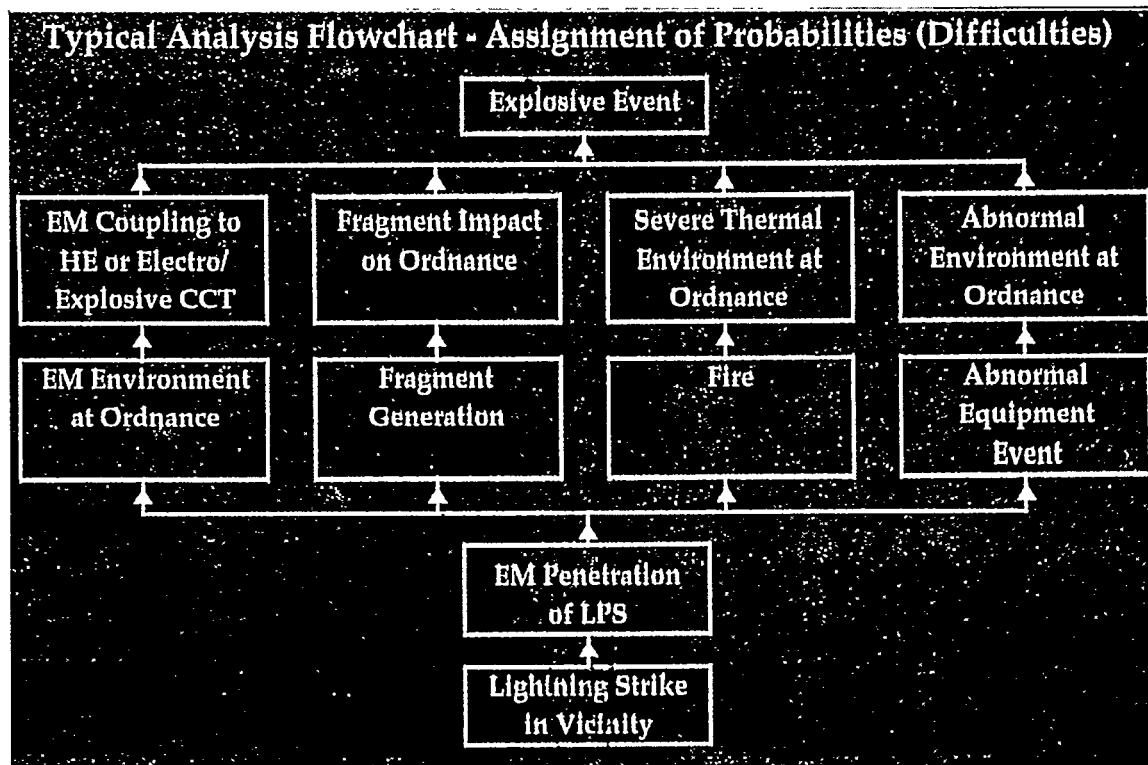 Typical Analysis Flowchart - Assignment of Probabilities (Difficulties)
Explosive Event
EM Coupling to
HE or Electro/
Explosive CCT
Fragment Impact
on Ordnance
Severe Thermal
Environment at
Ordnance
Abnormal
Environment at
Ordnance
EM Environment
at Ordnance
Fragment
Generation
Fire
Abnormal
Equipment
Event
EM Penetration
of LPS
Lightning Strike
in Vicinity